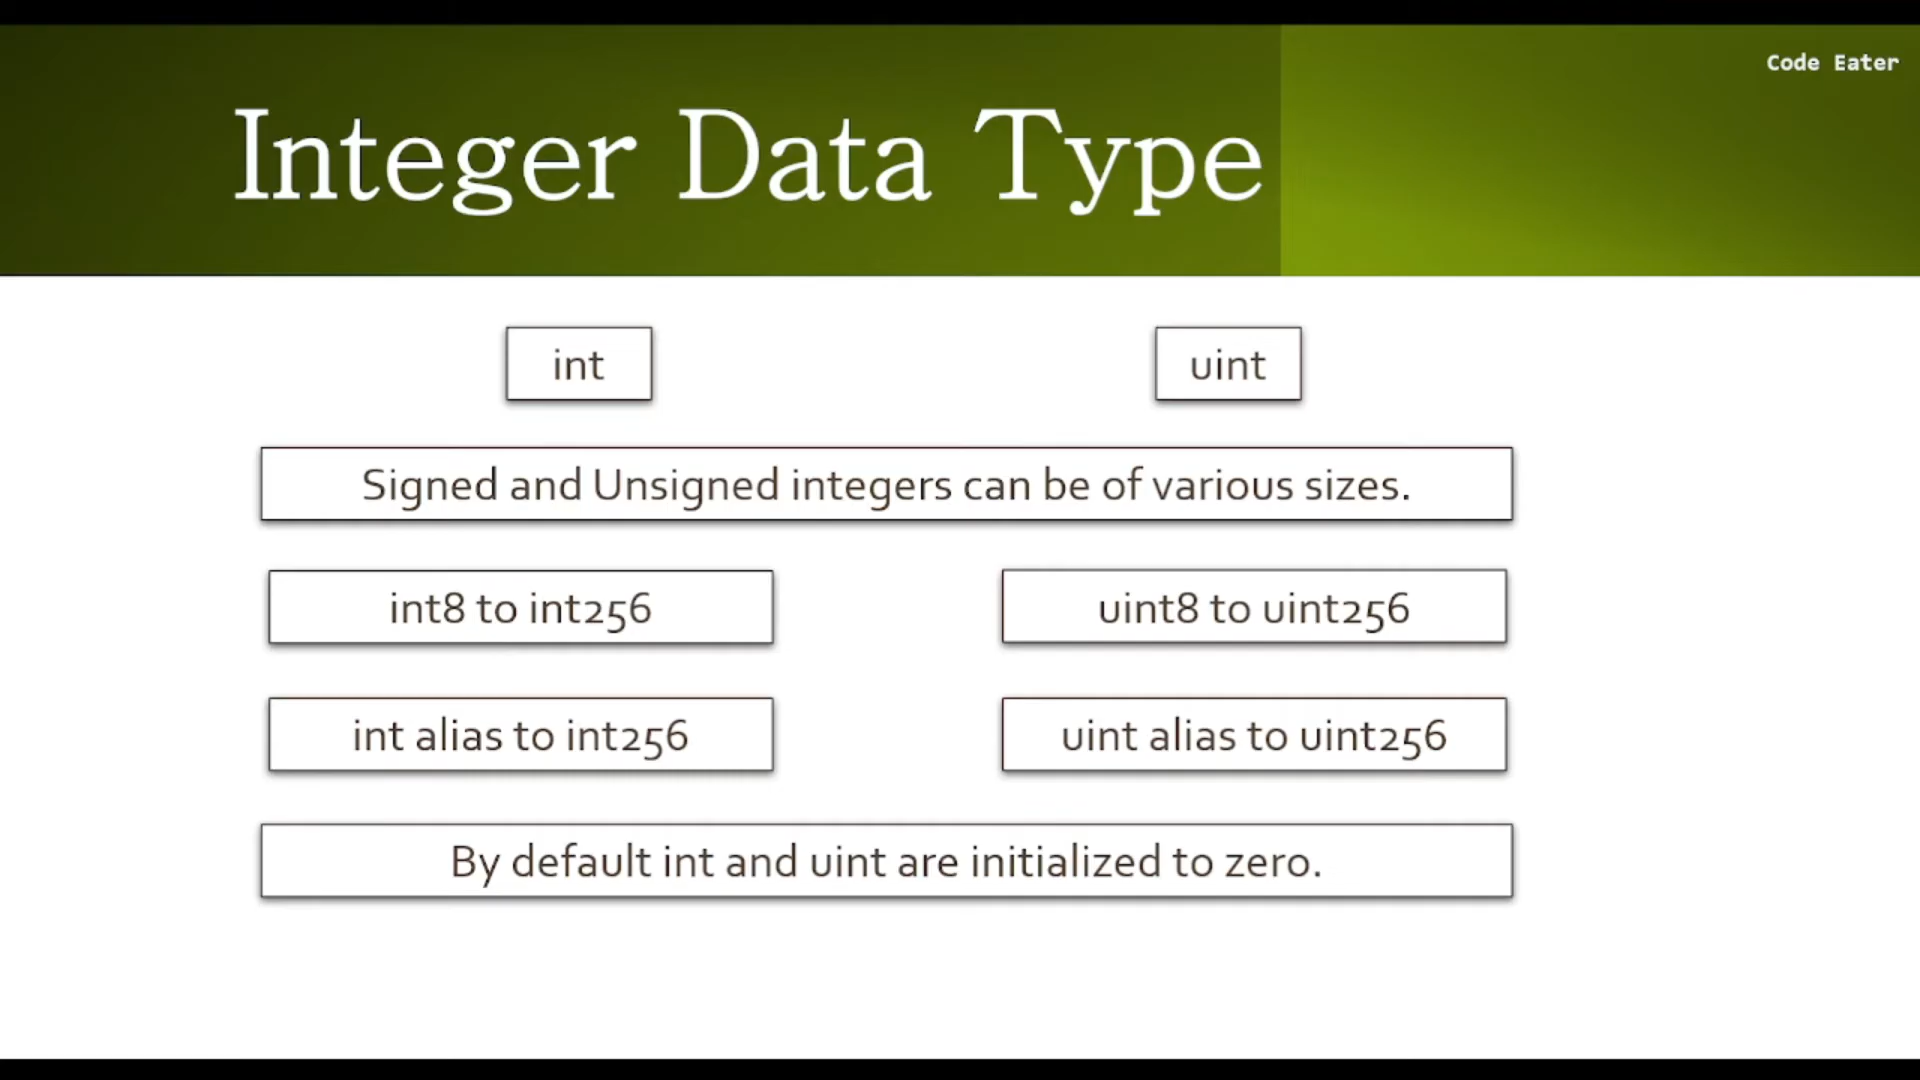 Code Eater
Integer Data Type
int
uint
Signed and Unsigned integers can be of various sizes.
int8 to int256
uint8 to uint256
int alias to int256
uint alias to uint256
By default int and uint are initialized to zero.